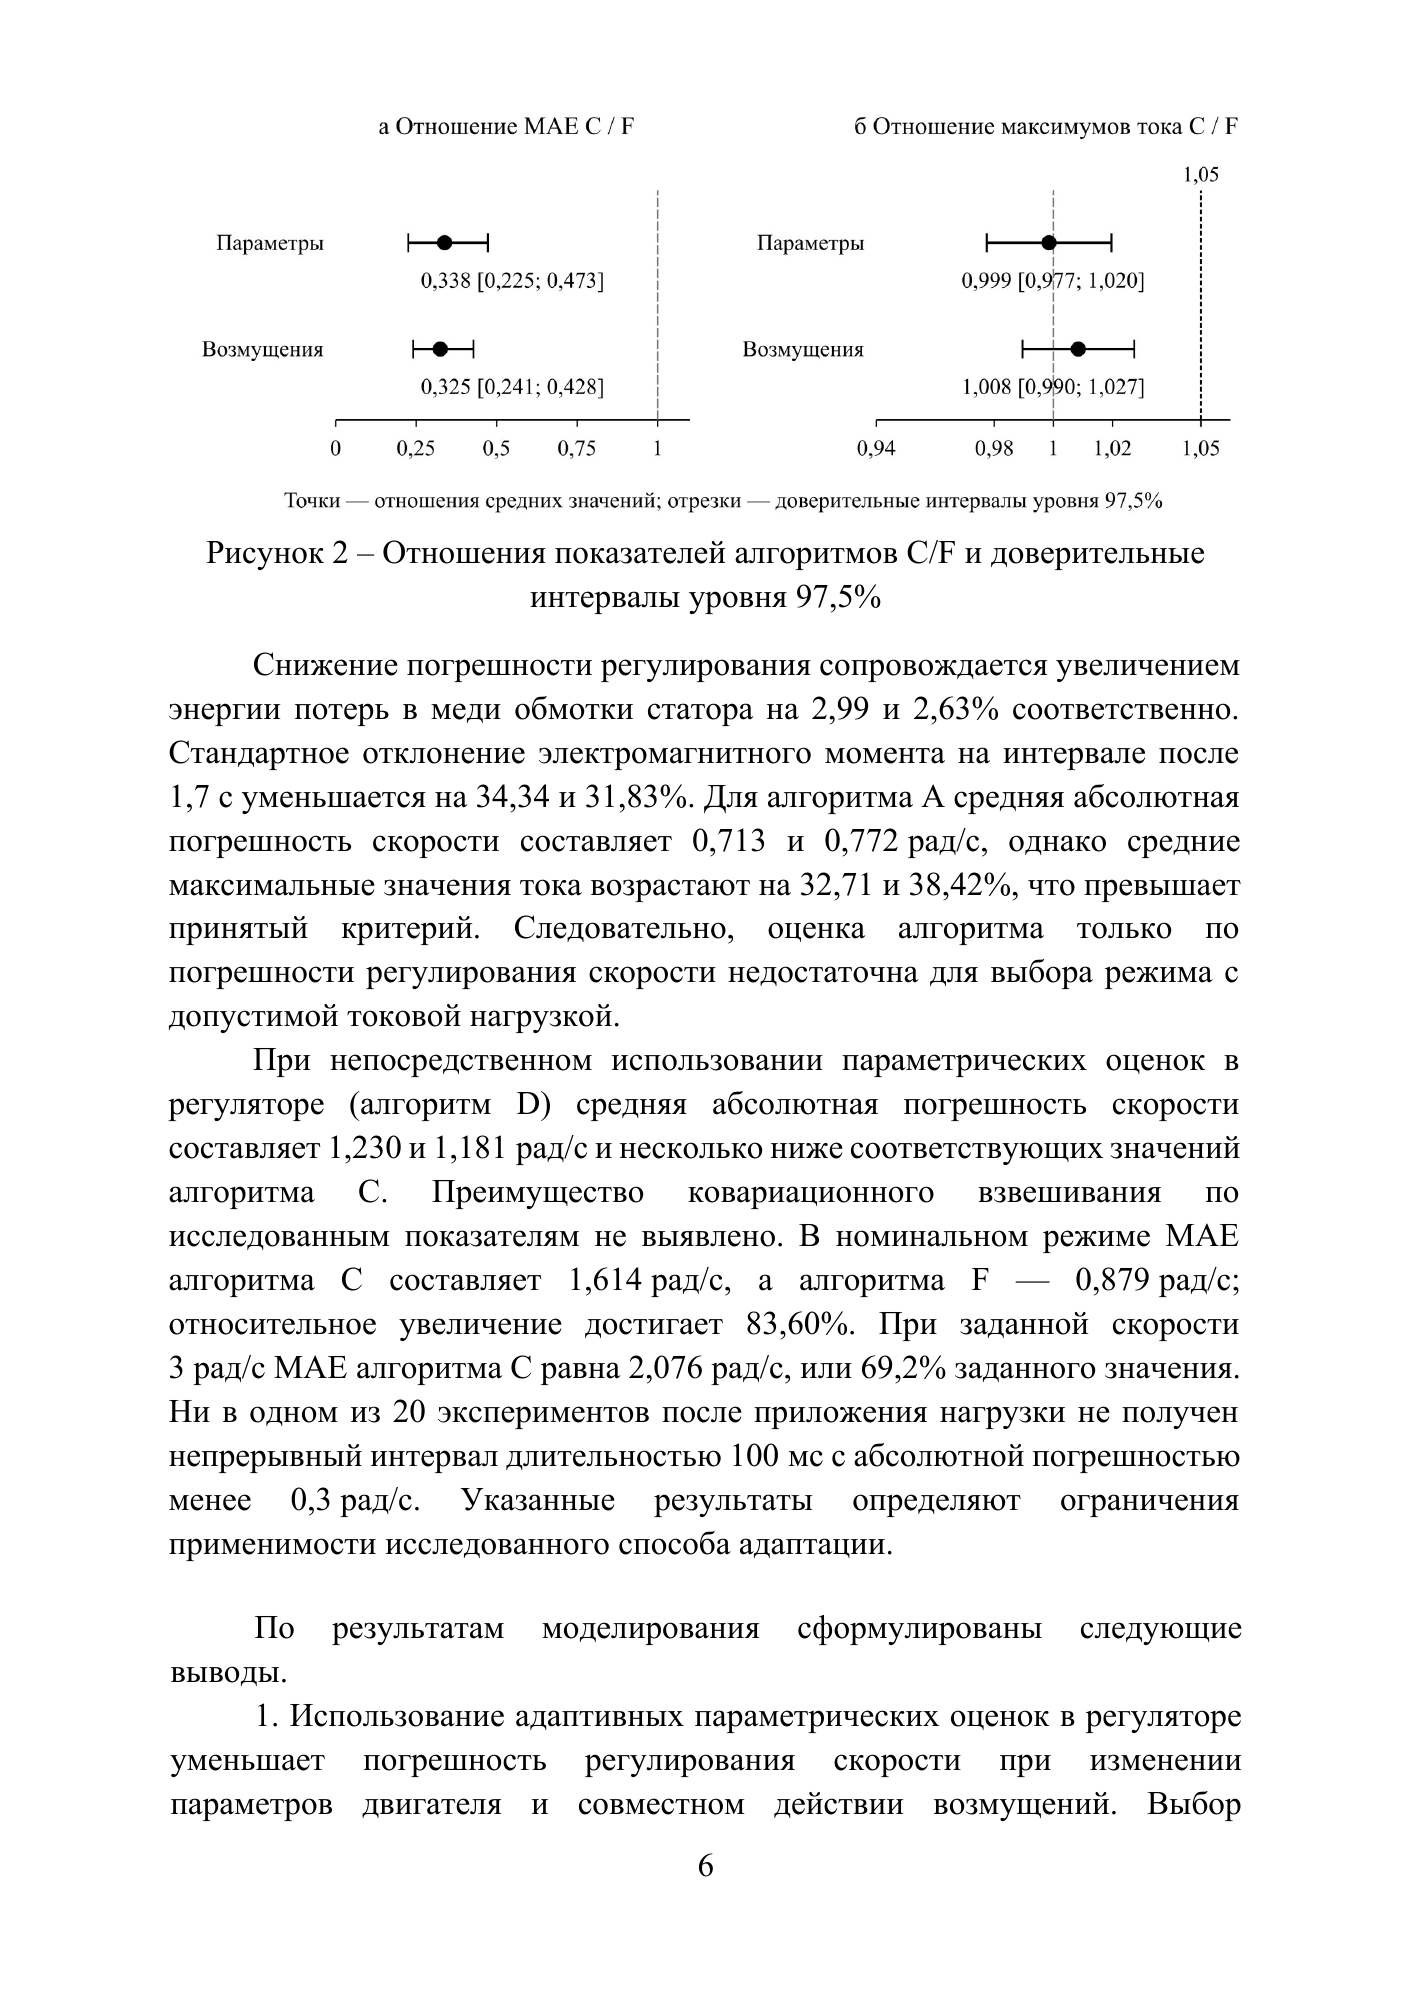 а Отношение MAE C / F
б Отношение максимумов тока C / F
1,05
Параметры
0,338 [0,225; 0,473]
Параметры
0,999 [0,977; 1,020]
Возмущения
0,325 [0,241; 0,428]
Возмущения
1,008 [0,990; 1,027]
0 0,25 0,5 0,75 1
0,94 0,98 1 1,02 1,05
Точки — отношения средних значений; отрезки — доверительные интервалы уровня 97,5%
Рисунок 2 – Отношения показателей алгоритмов C/F и доверительные
интервалы уровня 97,5%
Снижение погрешности регулирования сопровождается увеличением
энергии потерь в меди обмотки статора на 2,99 и 2,63% соответственно.
Стандартное отклонение электромагнитного момента на интервале после
1,7 с уменьшается на 34,34 и 31,83%. Для алгоритма A средняя абсолютная
погрешность скорости составляет 0,713 и 0,772 рад/с, однако средние
максимальные значения тока возрастают на 32,71 и 38,42%, что превышает
принятый критерий. Следовательно, оценка алгоритма только по
погрешности регулирования скорости недостаточна для выбора режима с
допустимой токовой нагрузкой.
При непосредственном использовании параметрических оценок в
регуляторе (алгоритм D) средняя абсолютная погрешность скорости
составляет 1,230 и 1,181 рад/с и несколько ниже соответствующих значений
алгоритма C. Преимущество ковариационного взвешивания по
исследованным показателям не выявлено. В номинальном режиме MAE
алгоритма C составляет 1,614 рад/с, а алгоритма F — 0,879 рад/с;
относительное увеличение достигает 83,60%. При заданной скорости
3 рад/с MAE алгоритма C равна 2,076 рад/с, или 69,2% заданного значения.
Ни в одном из 20 экспериментов после приложения нагрузки не получен
непрерывный интервал длительностью 100 мс с абсолютной погрешностью
менее 0,3 рад/с. Указанные результаты определяют ограничения
применимости исследованного способа адаптации.
По результатам моделирования сформулированы следующие
выводы.
1. Использование адаптивных параметрических оценок в регуляторе
уменьшает погрешность регулирования скорости при изменении
параметров двигателя и совместном действии возмущений. Выбор
6